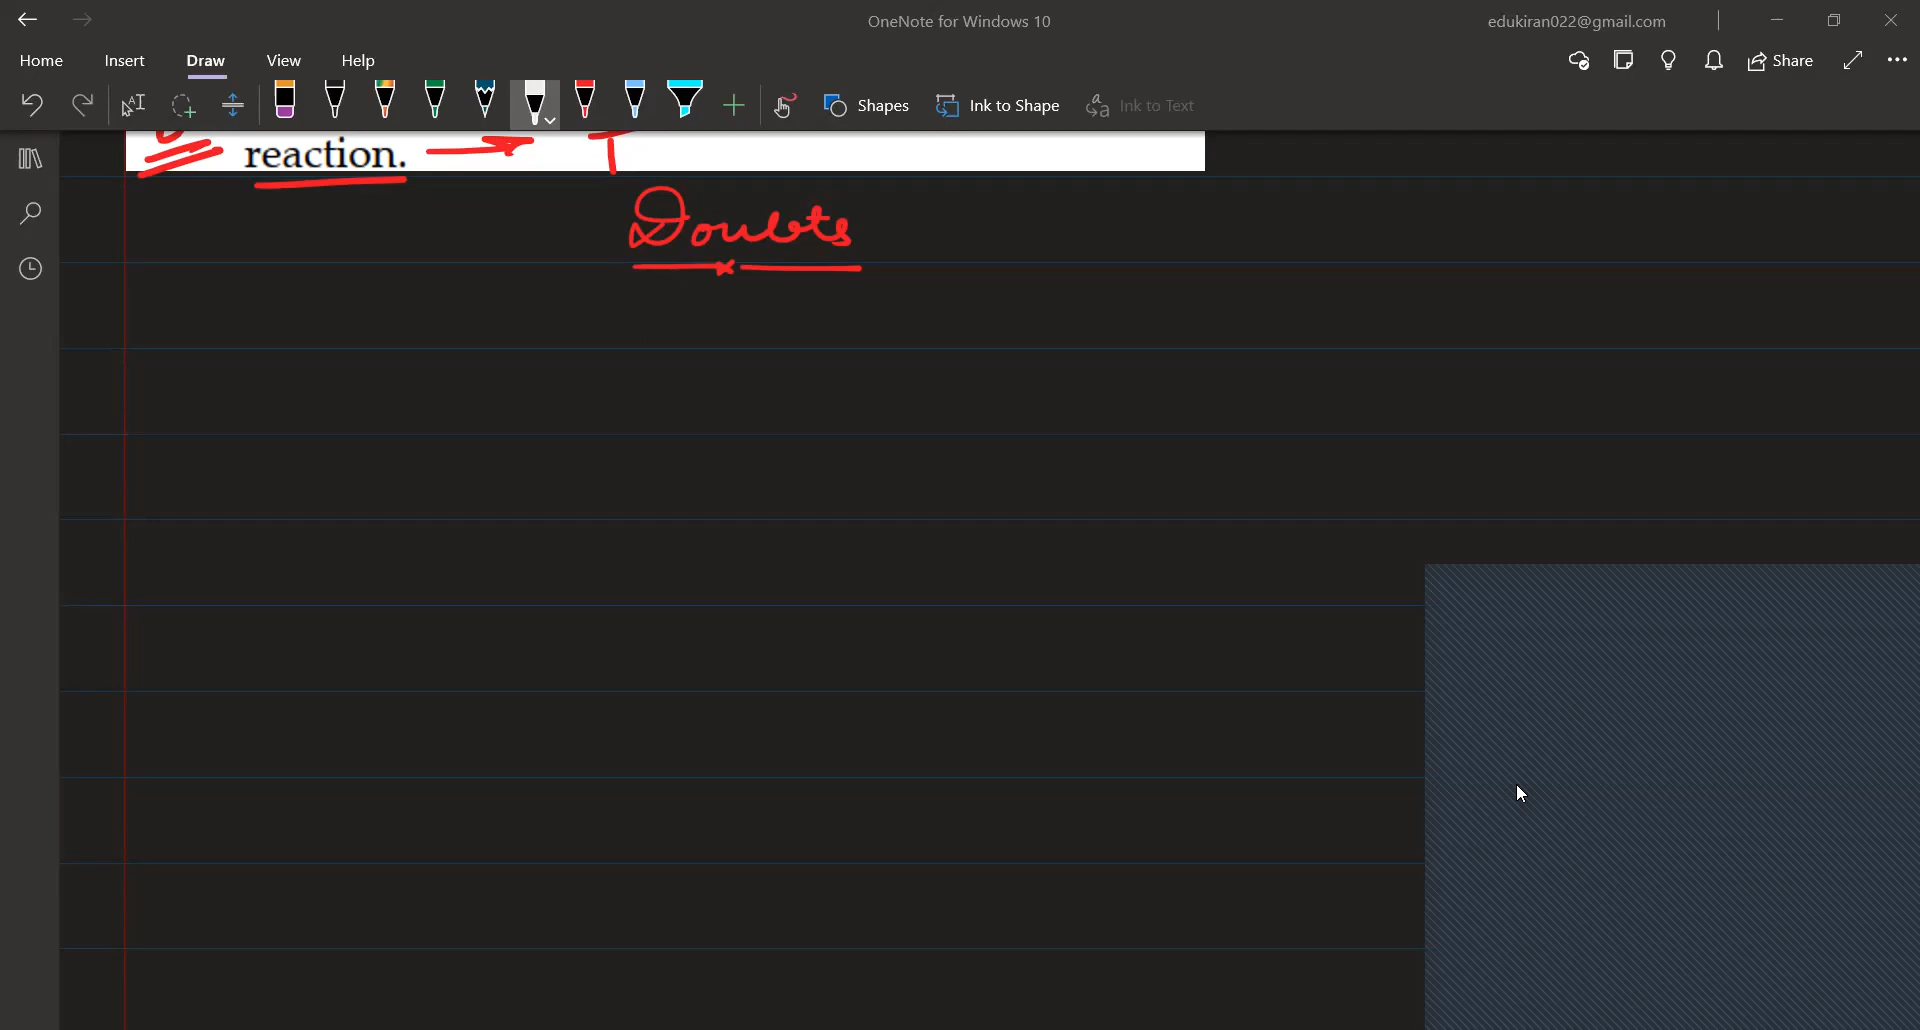 OneNote for Windows 10
edukiran022@gmail.com
Home Insert Draw View Help
Share
Shapes
Ink to Shape
Ink to Text
reaction. → T
Doubts